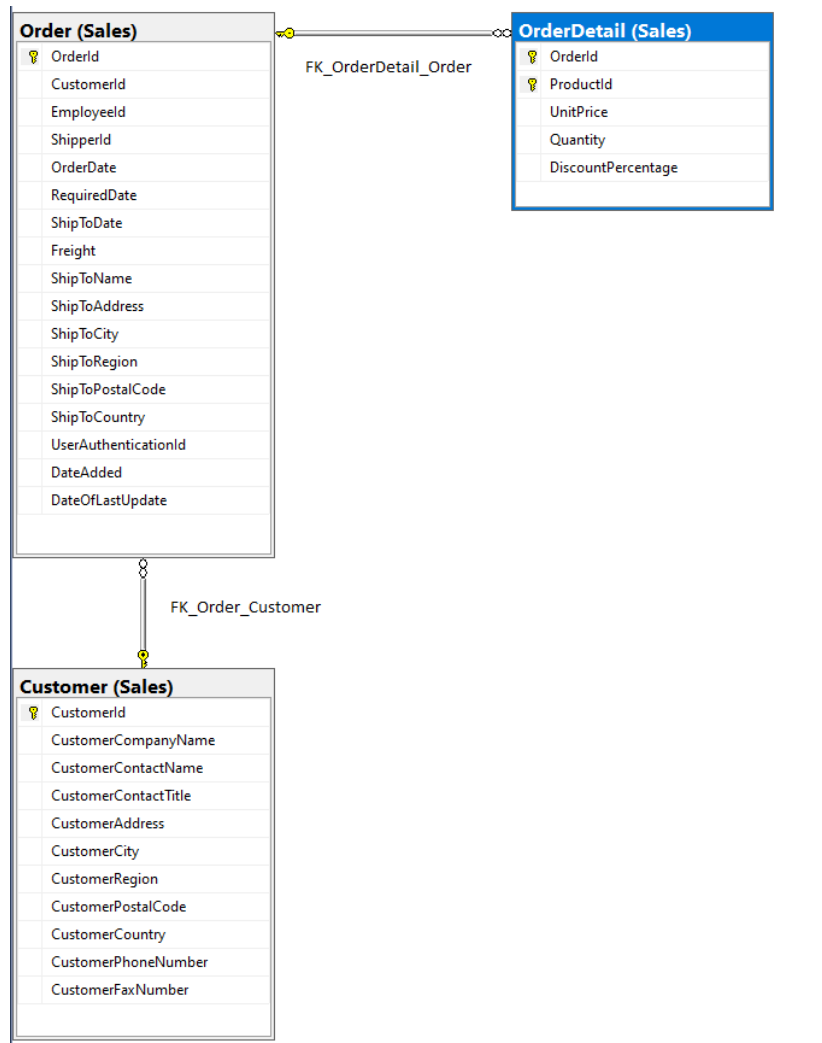 Order (Sales)
OrderId
CustomerId
EmployeeId
ShipperId
OrderDate
RequiredDate
ShipToDate
Freight
ShipToName
ShipToAddress
ShipToCity
ShipToRegion
ShipToPostalCode
ShipToCountry
UserAuthenticationId
DateAdded
DateOfLastUpdate
FK_OrderDetail_Order
OrderDetail (Sales)
OrderId
ProductId
UnitPrice
Quantity
DiscountPercentage
FK_Order_Customer
Customer (Sales)
CustomerId
CustomerCompanyName
CustomerContactName
CustomerContactTitle
CustomerAddress
CustomerCity
CustomerRegion
CustomerPostalCode
CustomerCountry
CustomerPhoneNumber
CustomerFaxNumber